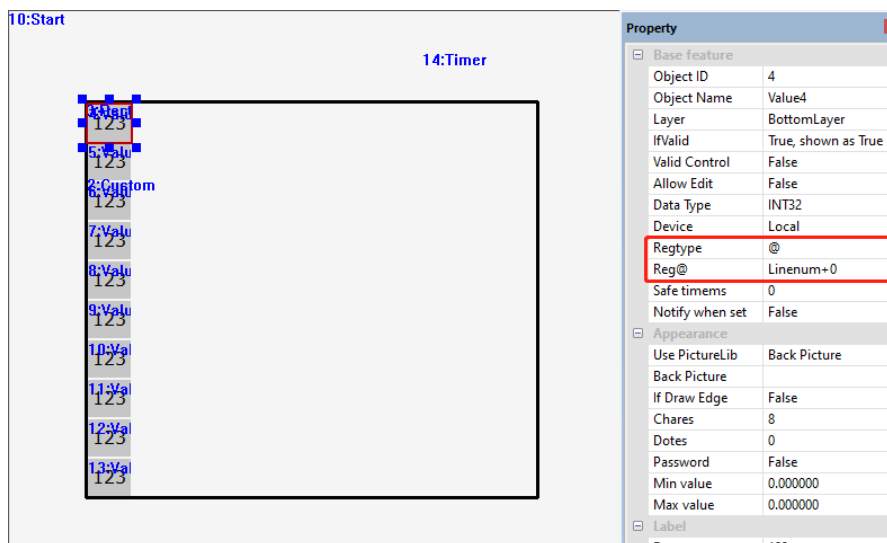 10:Start
14:Timer
123
5:Valu
123
2:Custom
6:Valu
123
7:Valu
123
8:Valu
123
9:Valu
123
10:Val
123
11:Val
123
12:Val
123
13:Val
123
Property
Base feature
Object ID 4
Object Name Value4
Layer BottomLayer
IfValid True, shown as True
Valid Control False
Allow Edit False
Data Type INT32
Device Local
Regtype @
Reg@ Linenum+0
Safe timems 0
Notify when set False
Appearance
Use PictureLib Back Picture
Back Picture
If Draw Edge False
Chares 8
Dotes 0
Password False
Min value 0.000000
Max value 0.000000
Label